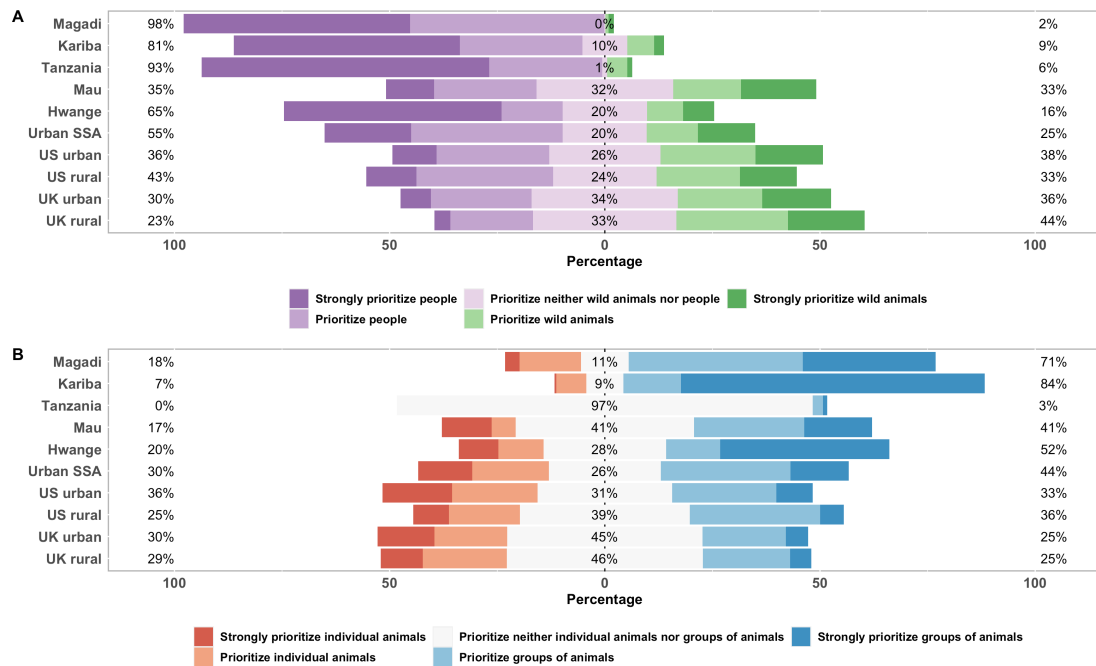 A
Magadi 98% 0% 2%
Kariba 81% 10% 9%
Tanzania 93% 1% 6%
Mau 35% 32% 33%
Hwange 65% 20% 16%
Urban SSA 55% 20% 25%
US urban 36% 26% 38%
US rural 43% 24% 33%
UK urban 30% 34% 36%
UK rural 23% 33% 44%
100 50 0 50 100
Percentage
Strongly prioritize people Prioritize neither wild animals nor people Strongly prioritize wild animals
Prioritize people Prioritize wild animals
B
Magadi 18% 11% 71%
Kariba 7% 9% 84%
Tanzania 0% 97% 3%
Mau 17% 41% 41%
Hwange 20% 28% 52%
Urban SSA 30% 26% 44%
US urban 36% 31% 33%
US rural 25% 39% 36%
UK urban 30% 45% 25%
UK rural 29% 46% 25%
100 50 0 50 100
Percentage
Strongly prioritize individual animals Prioritize neither individual animals nor groups of animals Strongly prioritize groups of animals
Prioritize individual animals Prioritize groups of animals